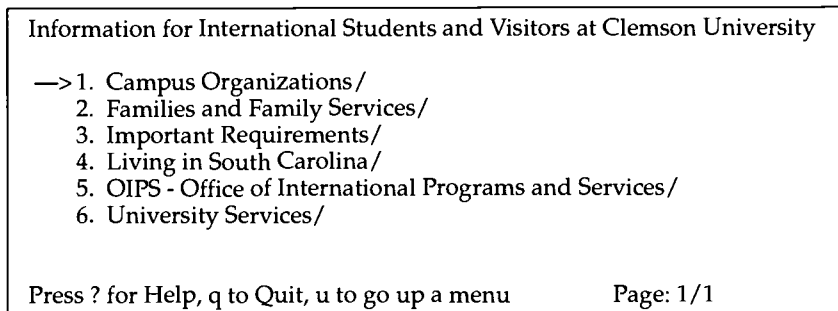 Information for International Students and Visitors at Clemson University
—> 1. Campus Organizations/
2. Families and Family Services/
3. Important Requirements/
4. Living in South Carolina/
5. OIPS - Office of International Programs and Services/
6. University Services/
Press ? for Help, q to Quit, u to go up a menu Page: 1/1